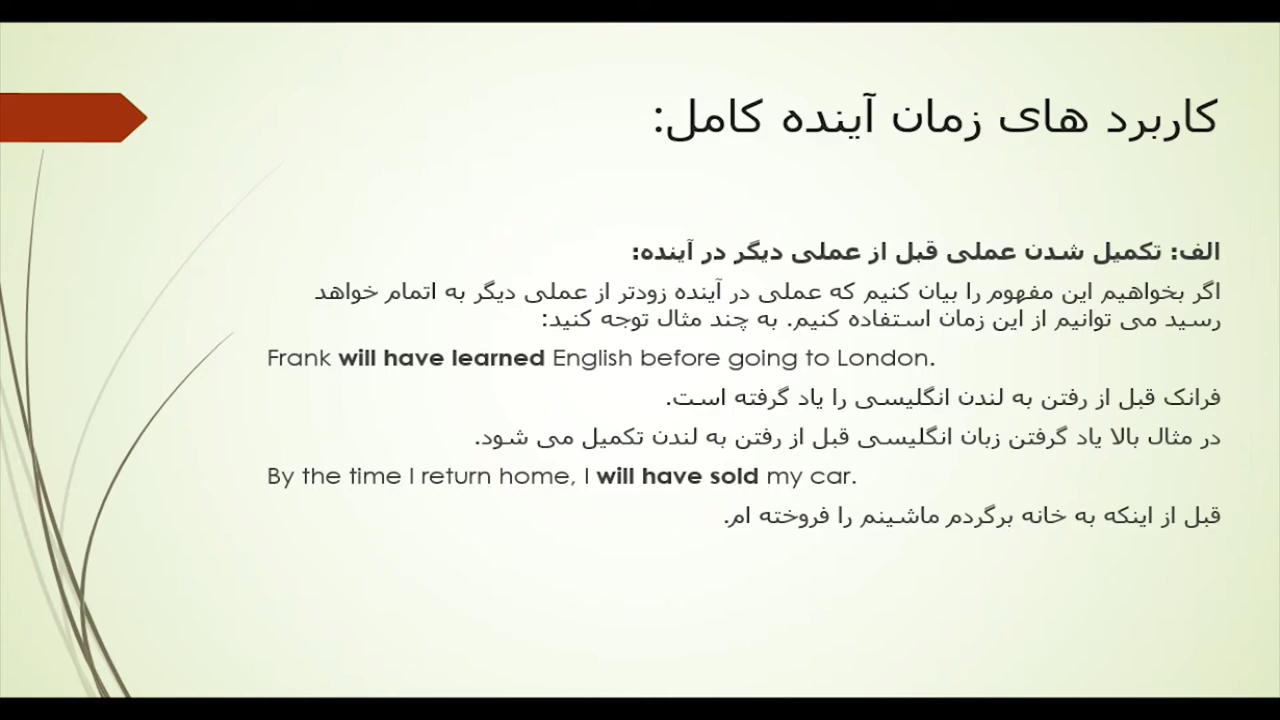 کاربرد های زمان آینده کامل:
الف: تکمیل شدن عملی قبل از عملی دیگر در آینده:
اگر بخواهیم این مفهوم را بیان کنیم که عملی در آینده زودتر از عملی دیگر به اتمام خواهد
رسید می توانیم از این زمان استفاده کنیم. به چند مثال توجه کنید:
Frank will have learned English before going to London.
فرانک قبل از رفتن به لندن انگلیسی را یاد گرفته است.
در مثال بالا یاد گرفتن زبان انگلیسی قبل از رفتن به لندن تکمیل می شود.
By the time I return home, I will have sold my car.
قبل از اینکه به خانه برگردم ماشینم را فروخته ام.